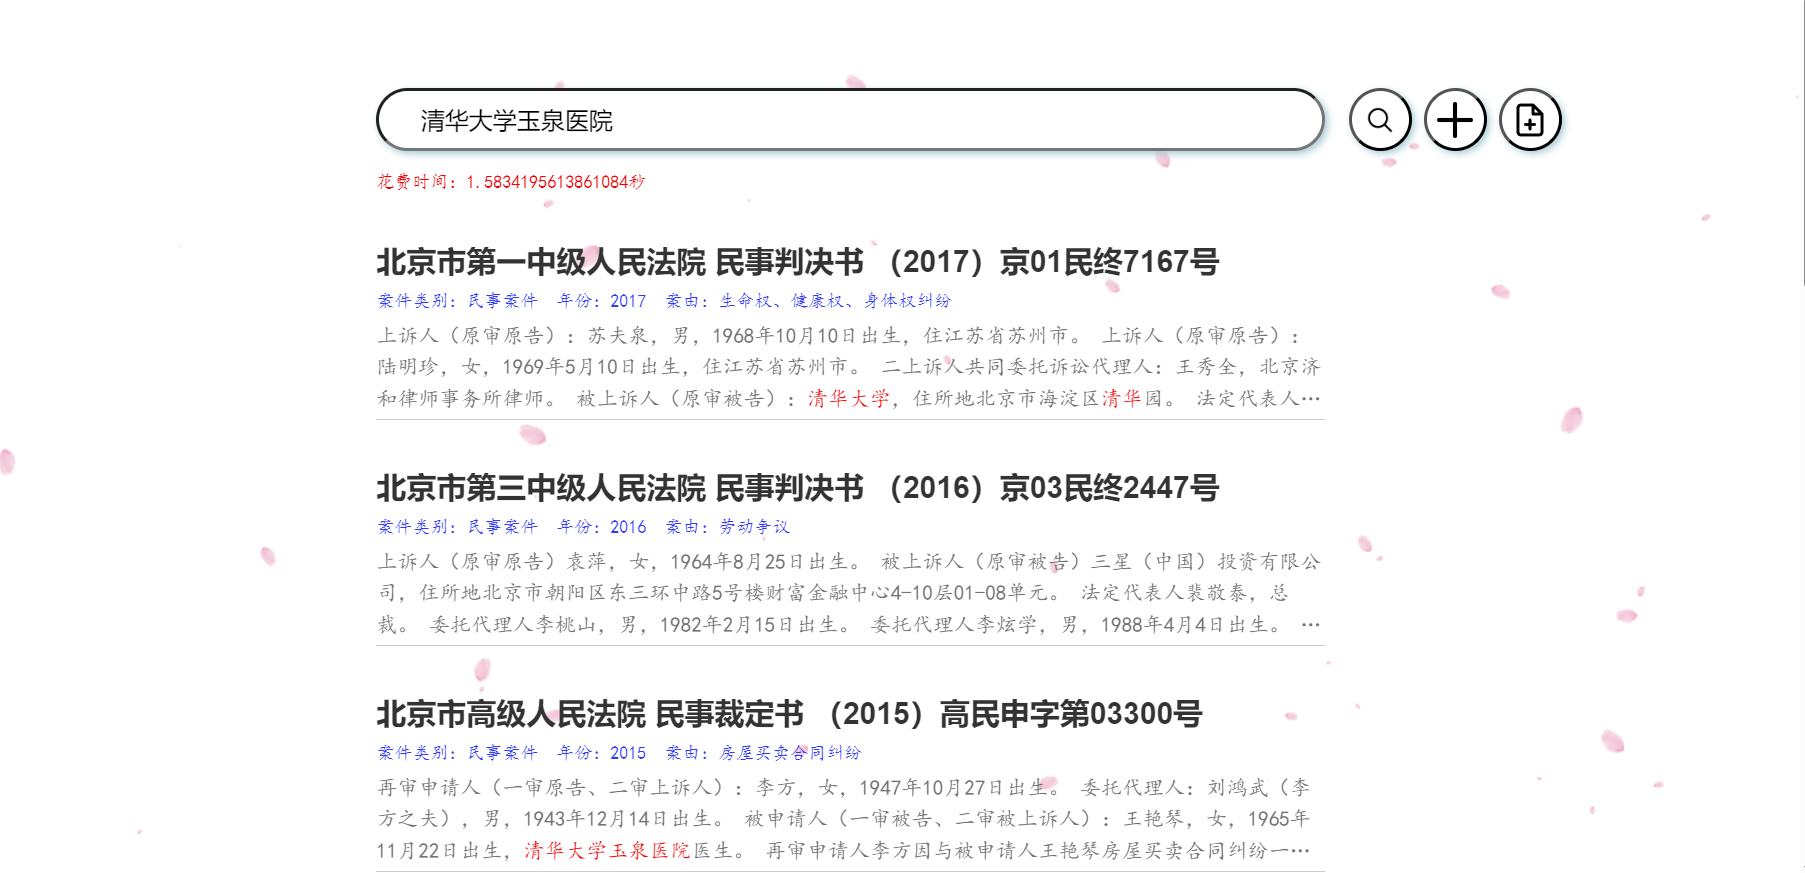 清华大学玉泉医院
花费时间：1.5834195613861084秒
北京市第一中级人民法院 民事判决书 （2017）京01民终7167号
案件类别：民事案件 年份：2017 案由：生命权、健康权、身体权纠纷
上诉人（原审原告）：苏夫泉，男，1968年10月10日出生，住江苏省苏州市。 上诉人（原审原告）：
陆明珍，女，1969年5月10日出生，住江苏省苏州市。 二上诉人共同委托诉讼代理人：王秀全，北京济
和律师事务所律师。 被上诉人（原审被告）：清华大学，住所地北京市海淀区清华园。 法定代表人…
北京市第三中级人民法院 民事判决书 （2016）京03民终2447号
案件类别：民事案件 年份：2016 案由：劳动争议
上诉人（原审原告）袁萍，女，1964年8月25日出生。 被上诉人（原审被告）三星（中国）投资有限公
司，住所地北京市朝阳区东三环中路5号楼财富金融中心4-10层01-08单元。 法定代表人裴敬泰，总
裁。 委托代理人李桃山，男，1982年2月15日出生。 委托代理人李炫学，男，1988年4月4日出生。 …
北京市高级人民法院 民事裁定书 （2015）高民申字第03300号
案件类别：民事案件 年份：2015 案由：房屋买卖合同纠纷
再审申请人（一审原告、二审上诉人）：李方，女，1947年10月27日出生。 委托代理人：刘鸿武（李
方之夫），男，1943年12月14日出生。 被申请人（一审被告、二审被上诉人）：王艳琴，女，1965年
11月22日出生，清华大学玉泉医院医生。 再审申请人李方因与被申请人王艳琴房屋买卖合同纠纷一…